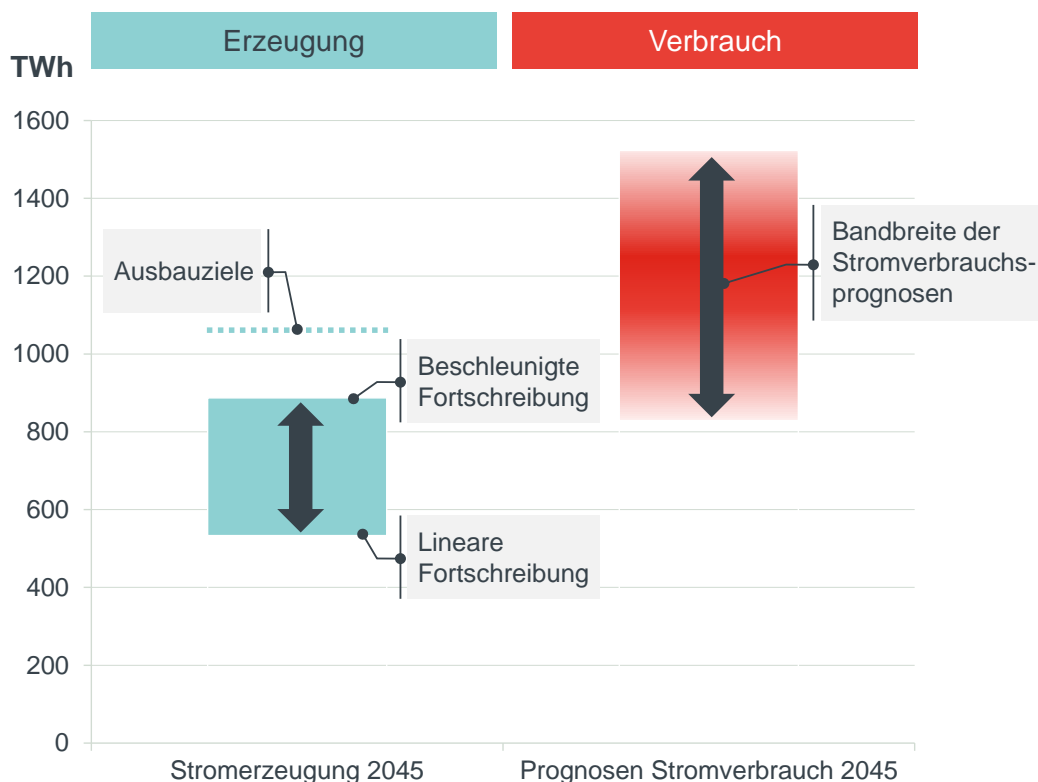 Erzeugung
Verbrauch
TWh
1600
1400
1200
1000
800
600
400
200
0
Ausbauziele
Beschleunigte
Fortschreibung
Lineare
Fortschreibung
Bandbreite der
Stromverbrauchs-
prognosen
Stromerzeugung 2045
Prognosen Stromverbrauch 2045